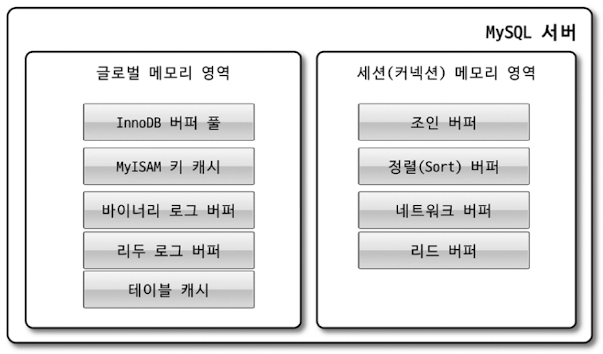 MySQL 서버
글로벌 메모리 영역
InnoDB 버퍼 풀
MyISAM 키 캐시
바이너리 로그 버퍼
리두 로그 버퍼
테이블 캐시
세션(커넥션) 메모리 영역
조인 버퍼
정렬(Sort) 버퍼
네트워크 버퍼
리드 버퍼